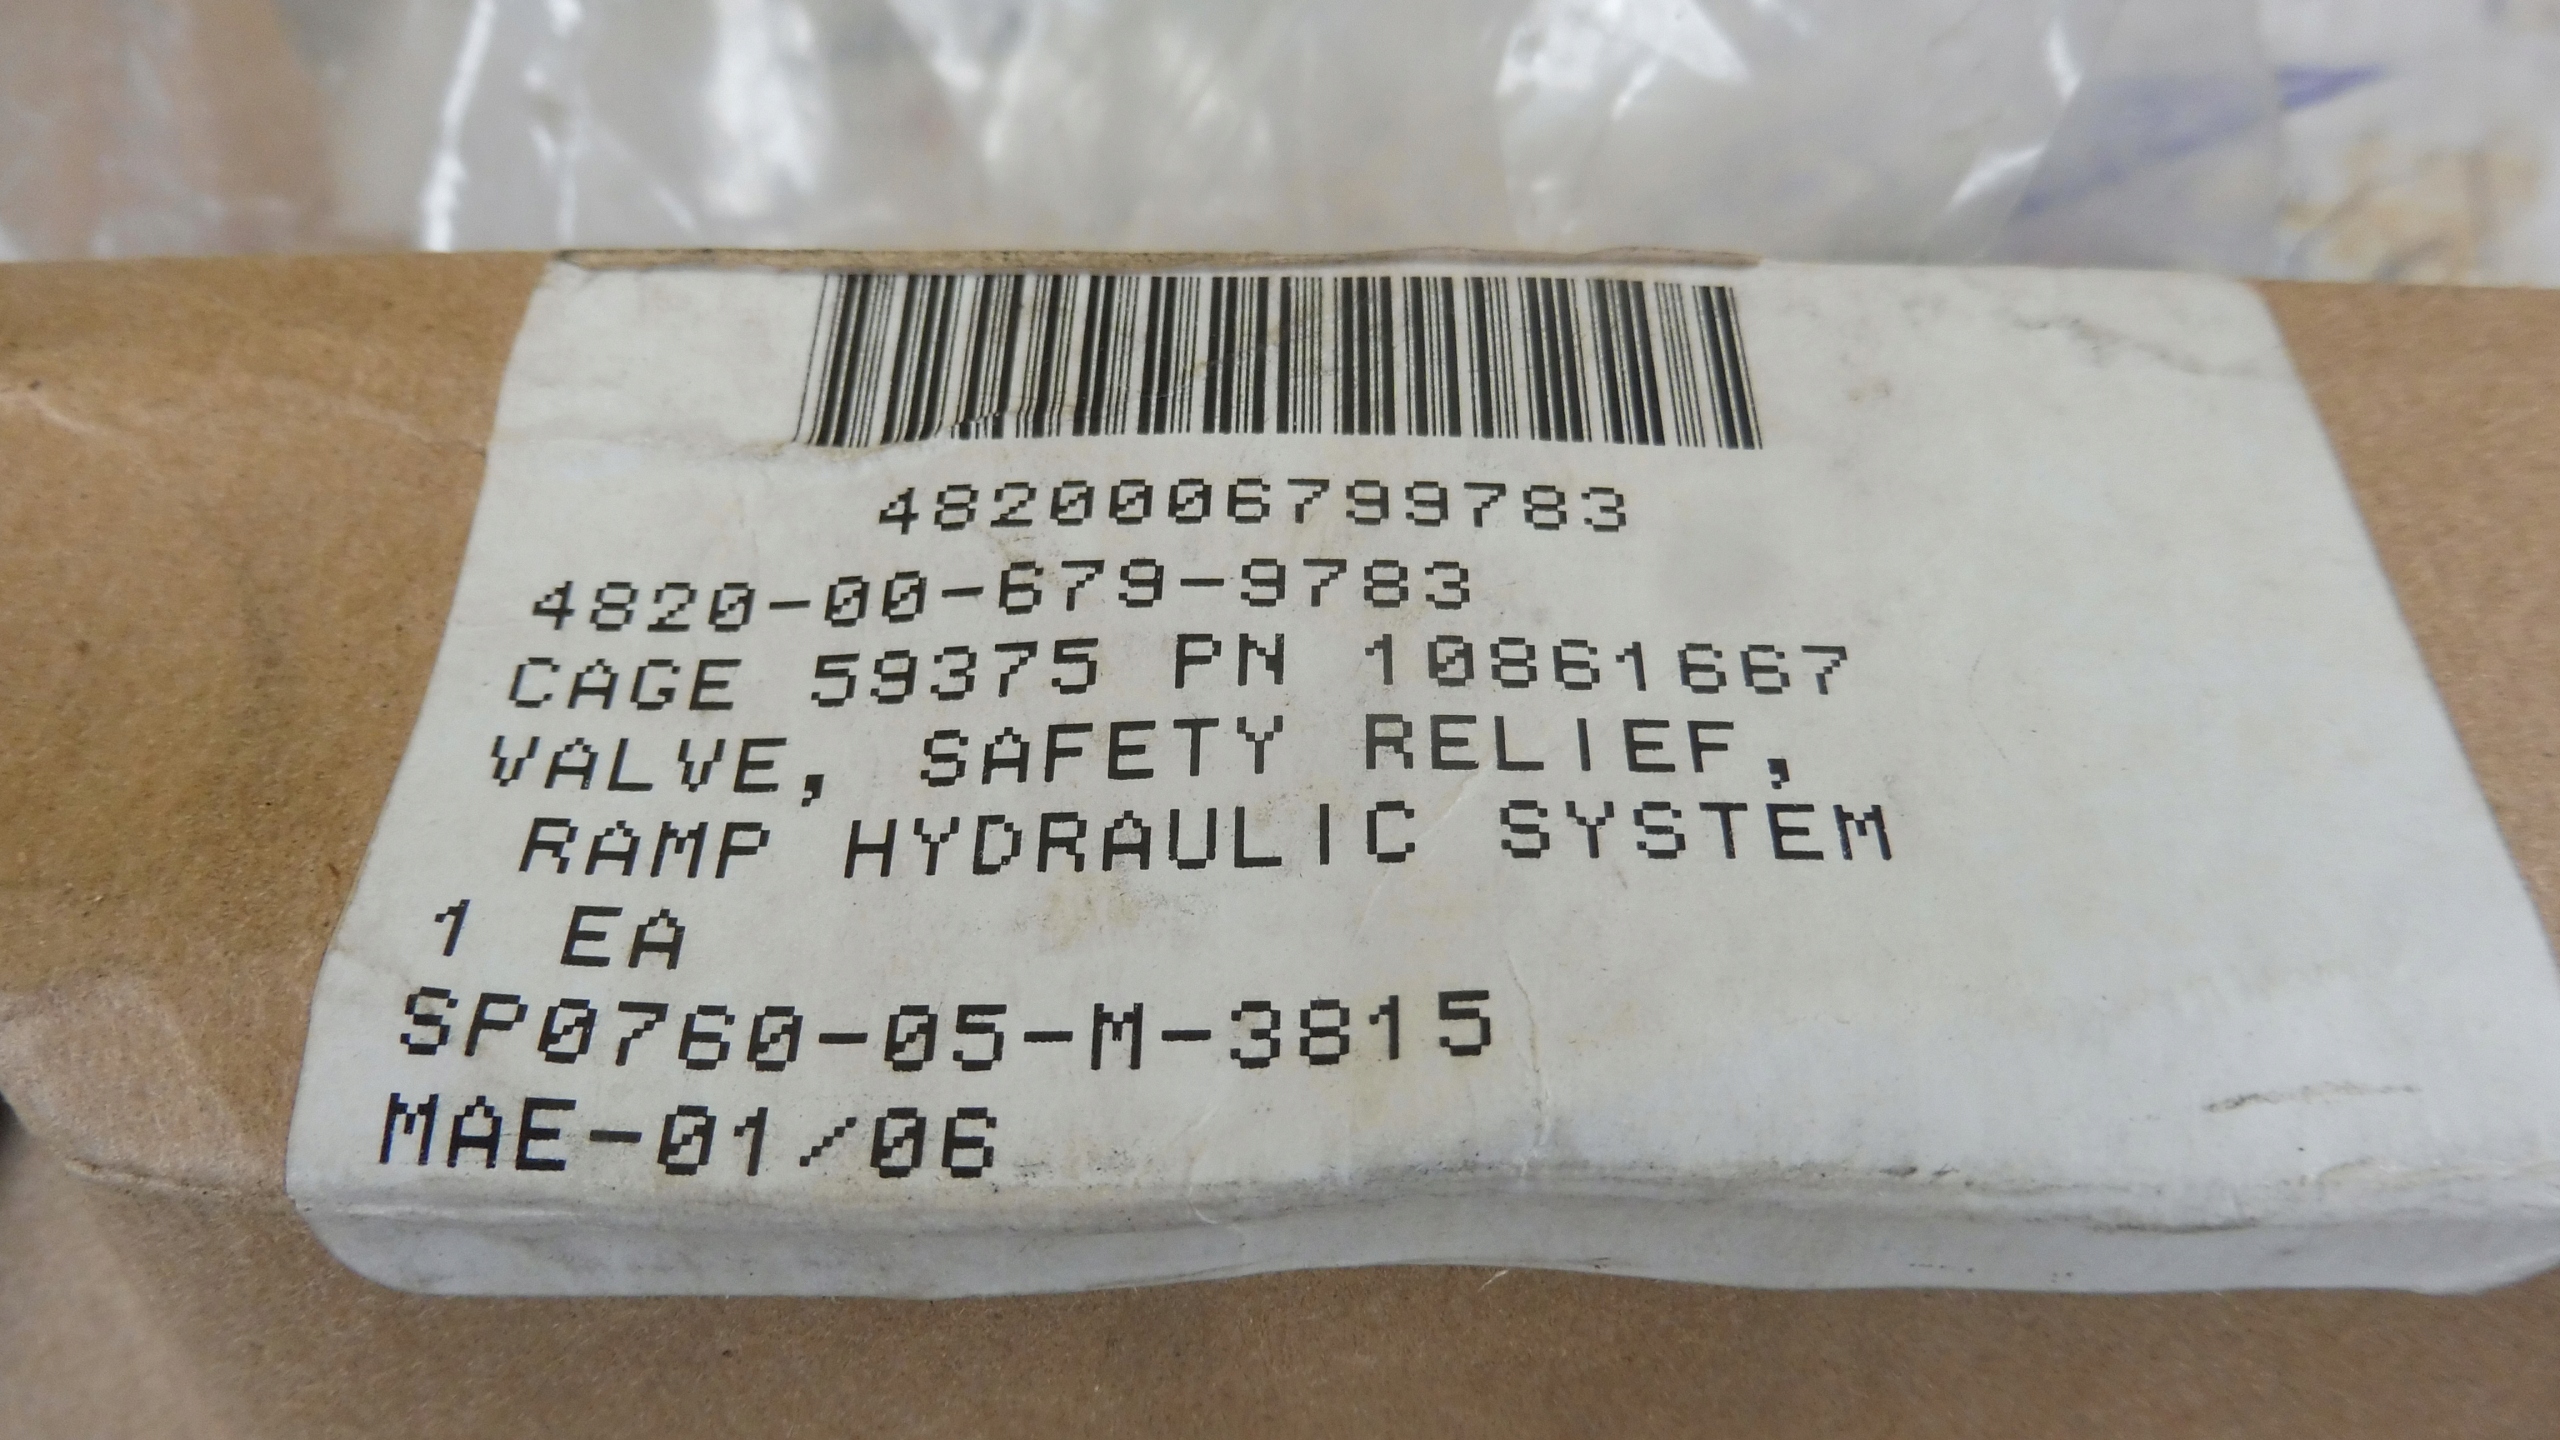 4820006799783
4820-00-679-9783
CAGE 59375 PN 10861667
VALVE, SAFETY RELIEF,
RAMP HYDRAULIC SYSTEM
1 EA
SP0760-05-M-3815
MAE-01/06